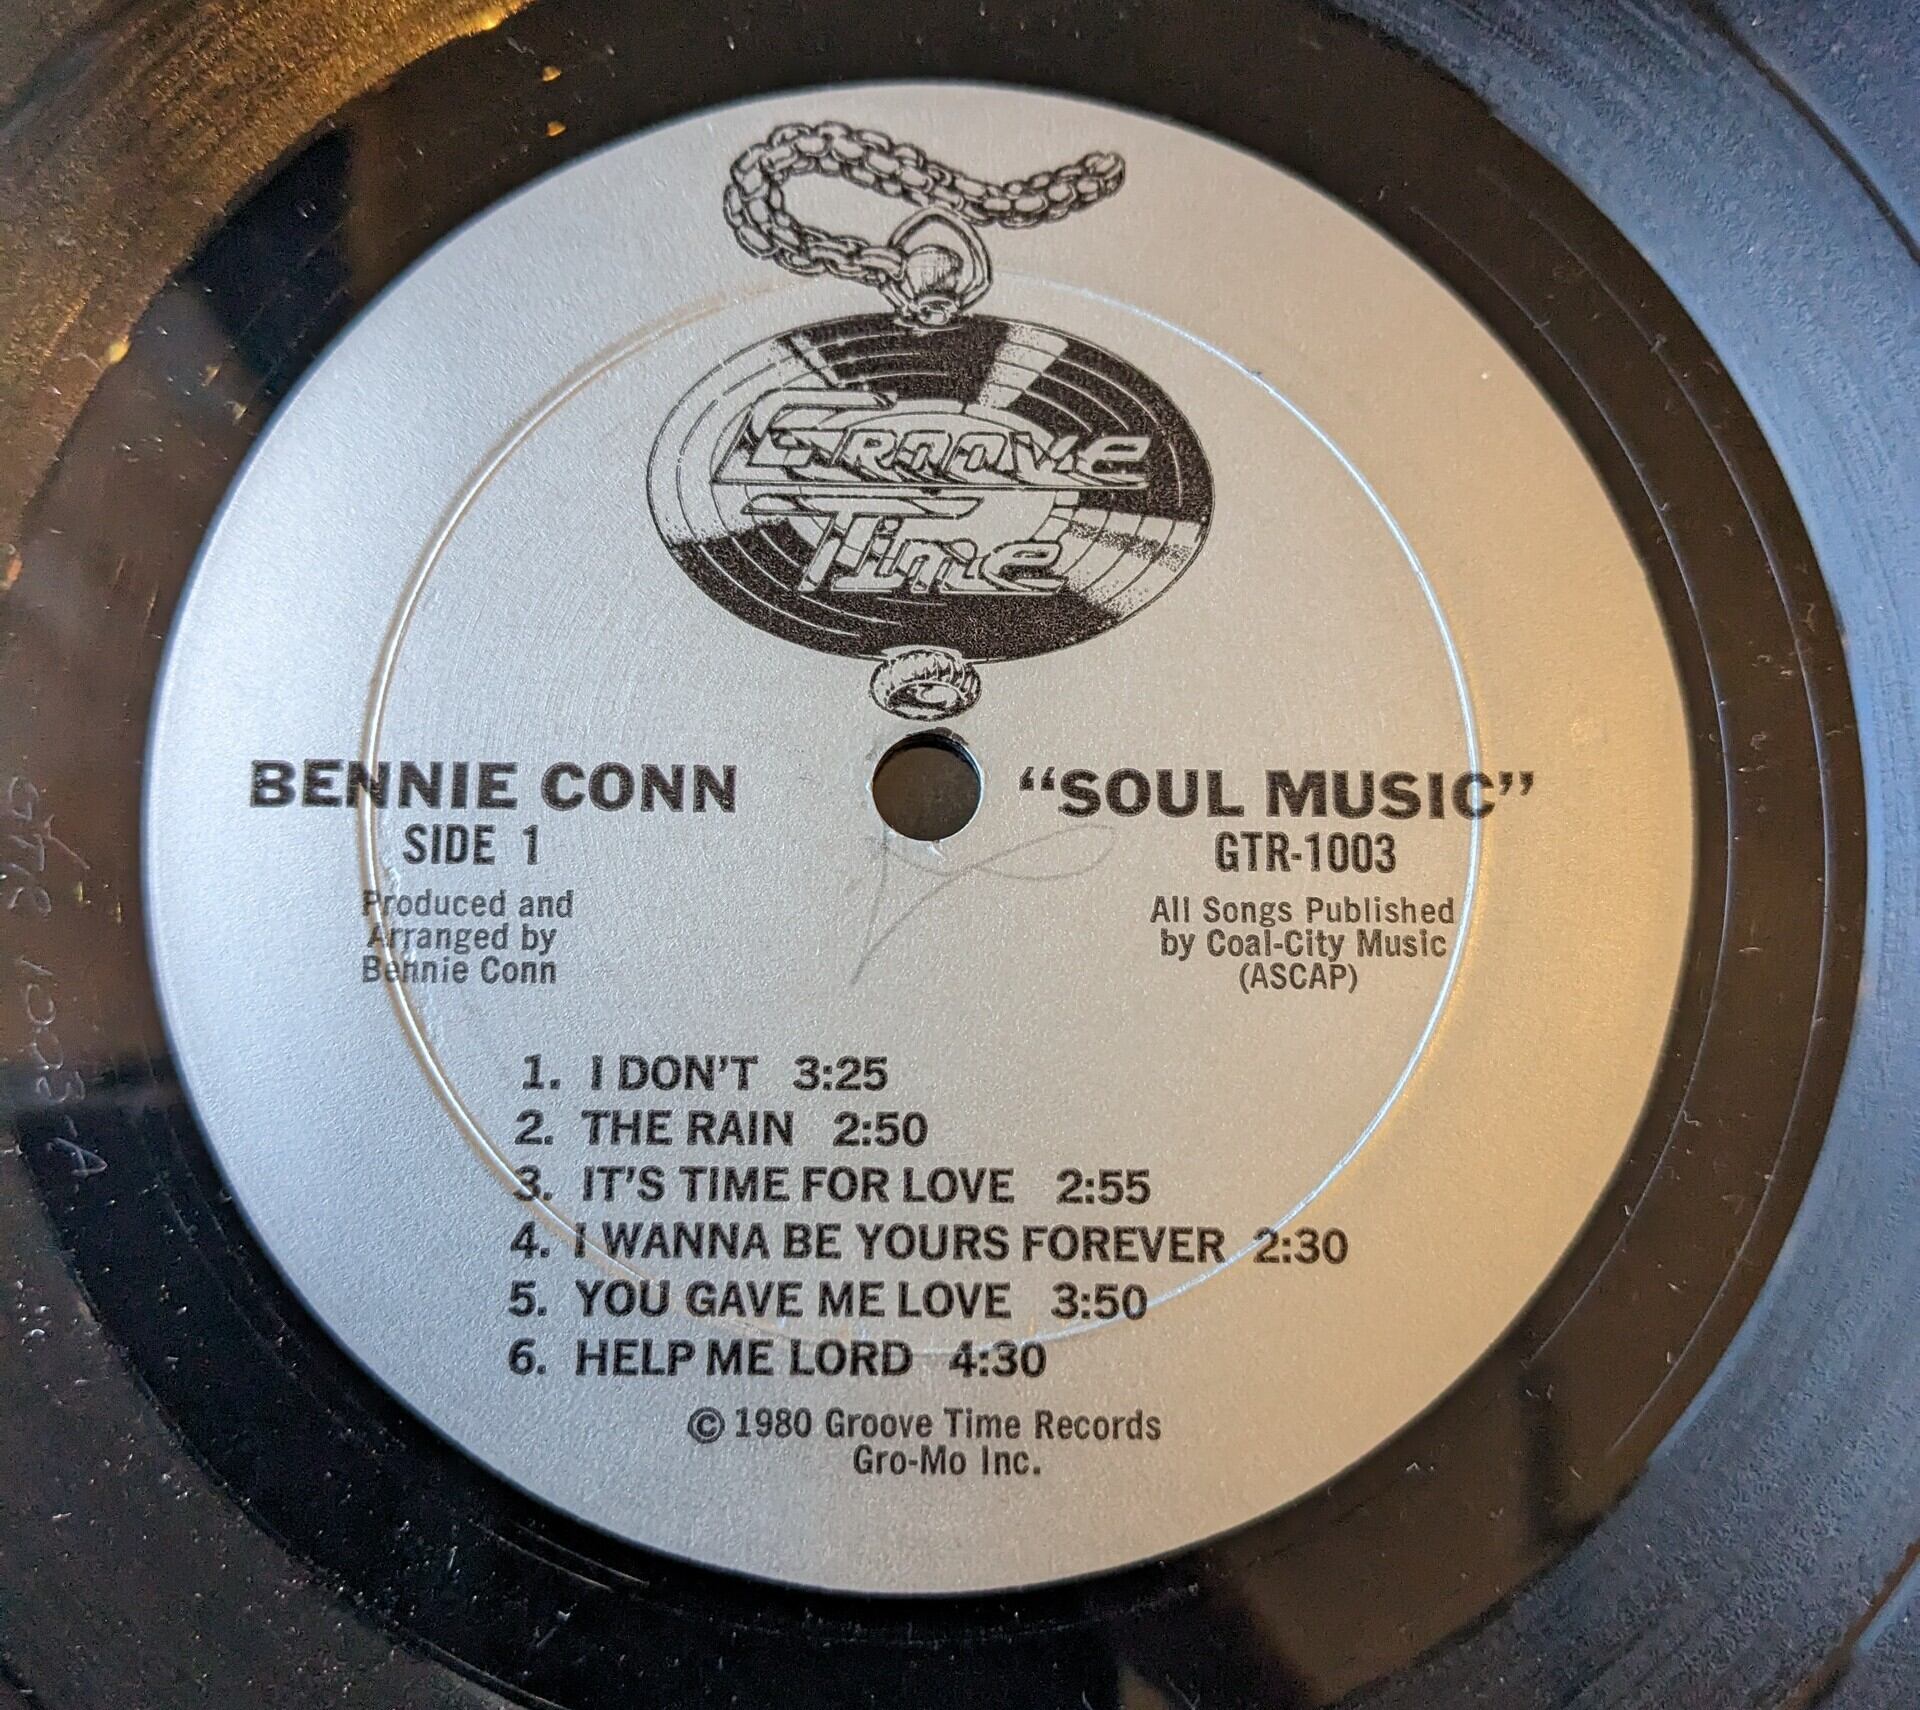 Groove
Time
BENNIE CONN
SIDE 1
Produced and
Arranged by
Bennie Conn
“SOUL MUSIC”
GTR-1003
All Songs Published
by Coal-City Music
(ASCAP)
1. I DON'T 3:25
2. THE RAIN 2:50
3. IT'S TIME FOR LOVE 2:55
4. I WANNA BE YOURS FOREVER 2:30
5. YOU GAVE ME LOVE 3:50
6. HELP ME LORD 4:30
© 1980 Groove Time Records
Gro-Mo Inc.
GTR 1003-A